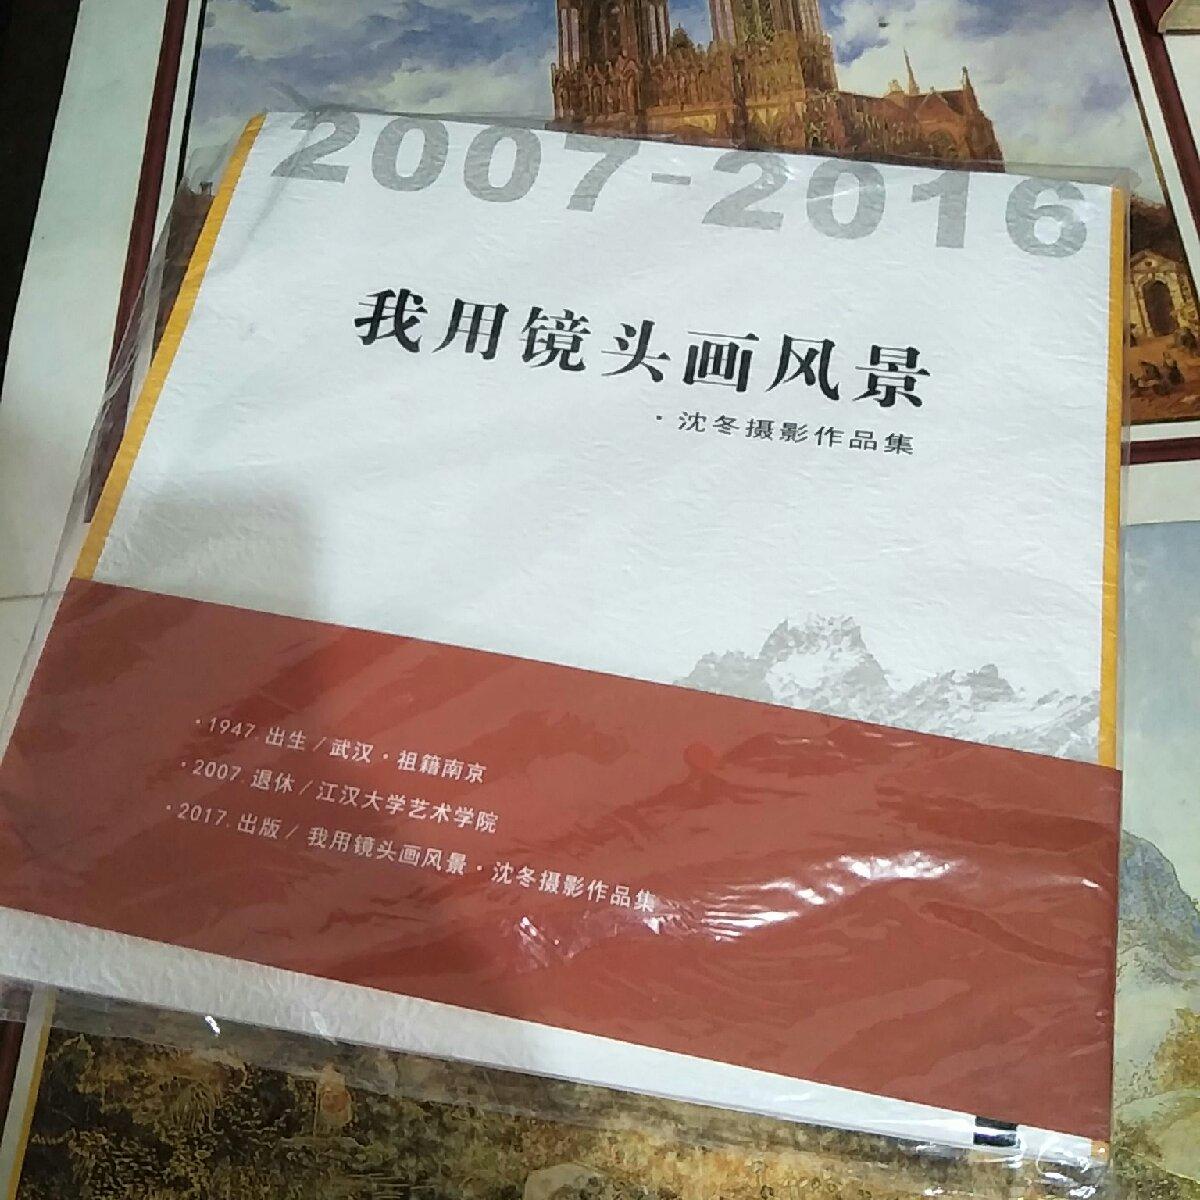 2007-2016
我用镜头画风景
·沈冬摄影作品集
·1947.出生/武汉·祖籍南京
·2007.退休/江汉大学艺术学院
·2017.出版/我用镜头画风景·沈冬摄影作品集